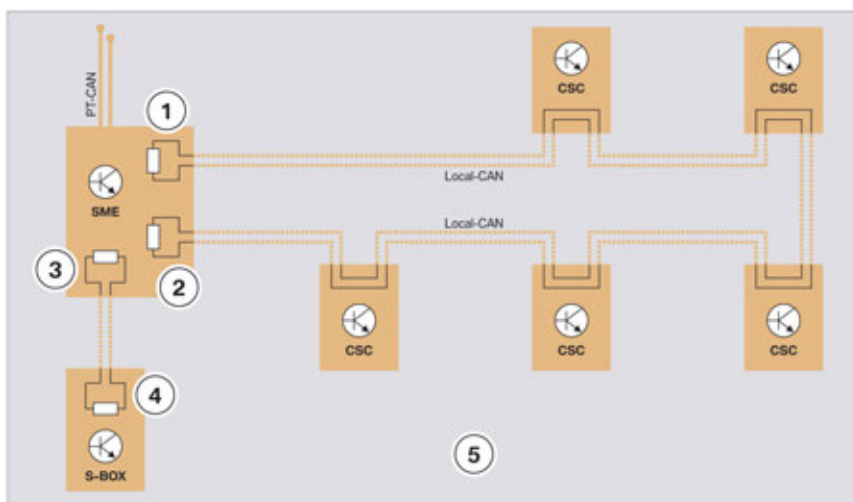 PT-CAN
1
CSC
CSC
Local-CAN
SME
Local-CAN
3
2
CSC
CSC
CSC
4
5
S-BOX